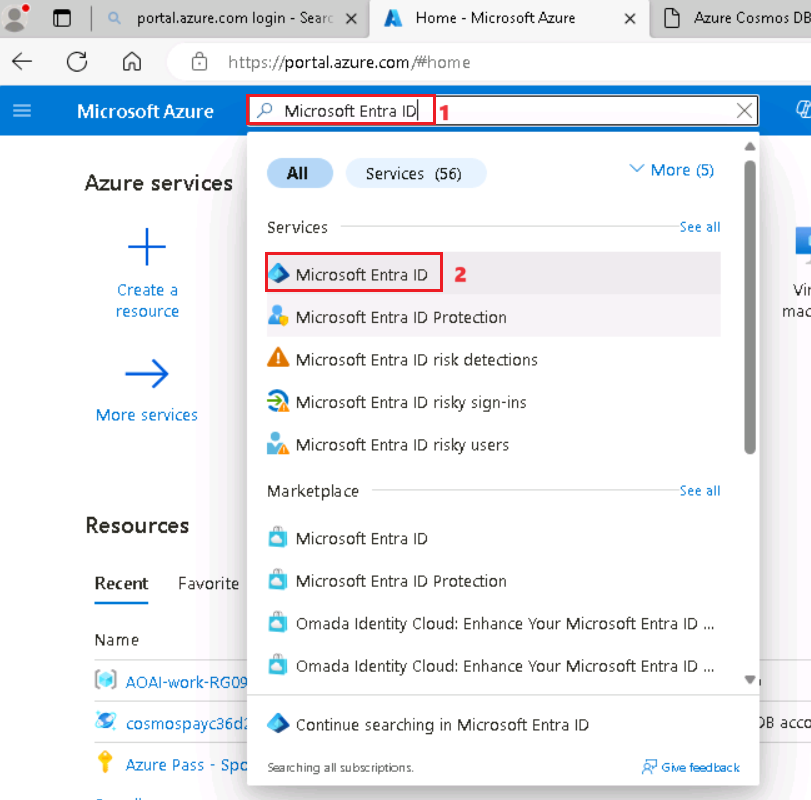 portal.azure.com login - Searc
Home - Microsoft Azure
Azure Cosmos DB
https://portal.azure.com/#home
Microsoft Azure
Microsoft Entra ID
1
All
Services (56)
More (5)
Azure services
Services
See all
Microsoft Entra ID
2
Create a
resource
Microsoft Entra ID Protection
Vir
mac
Microsoft Entra ID risk detections
Microsoft Entra ID risky sign-ins
More services
Microsoft Entra ID risky users
Marketplace
See all
Resources
Microsoft Entra ID
Recent
Favorite
Microsoft Entra ID Protection
Omada Identity Cloud: Enhance Your Microsoft Entra ID ...
Name
Omada Identity Cloud: Enhance Your Microsoft Entra ID ...
AOAI-work-RG09
cosmospayc36d2
Continue searching in Microsoft Entra ID
DB acco
Azure Pass - Spo
Searching all subscriptions.
Give feedback